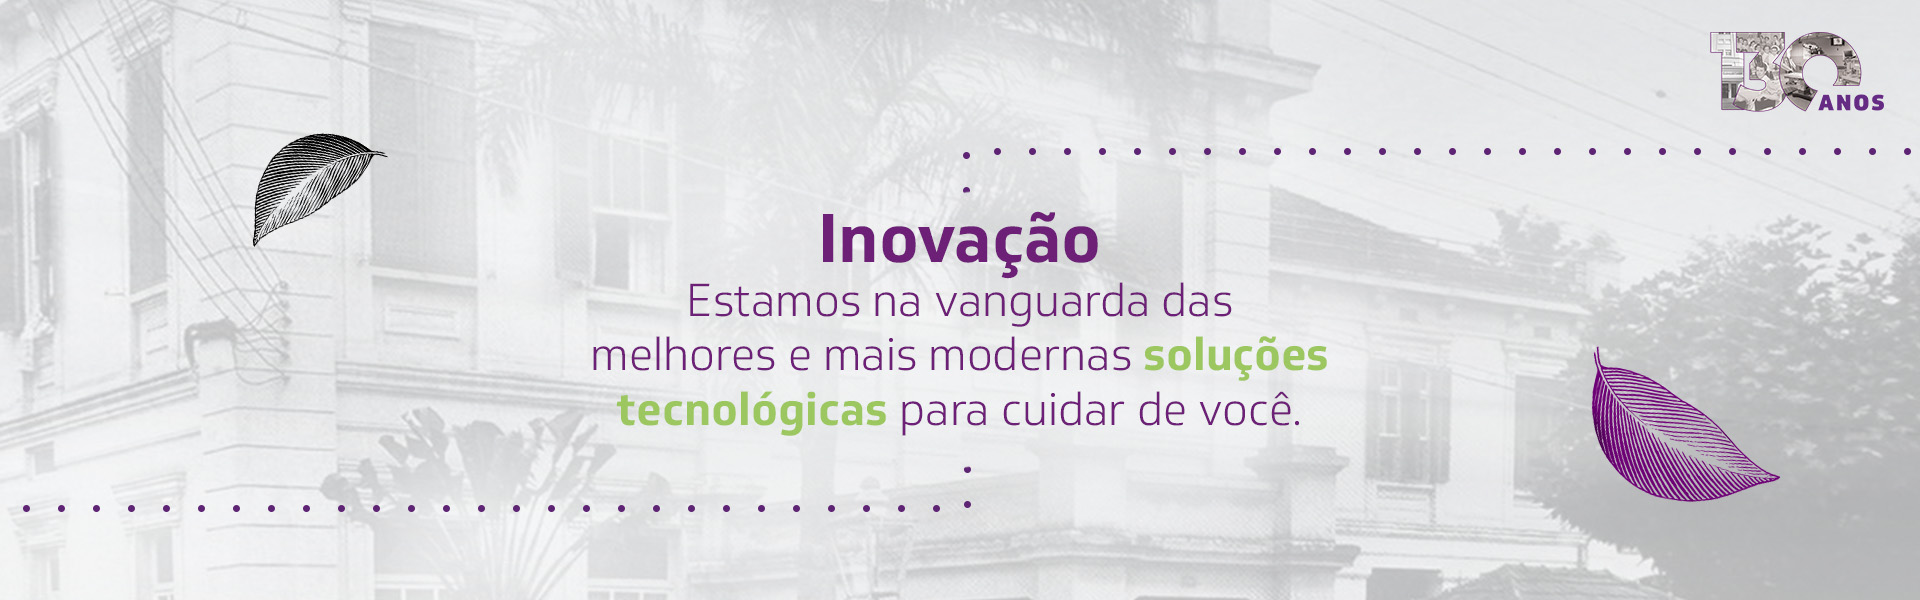 130
ANOS
Inovação
Estamos na vanguarda das
melhores e mais modernas soluções
tecnológicas para cuidar de você.